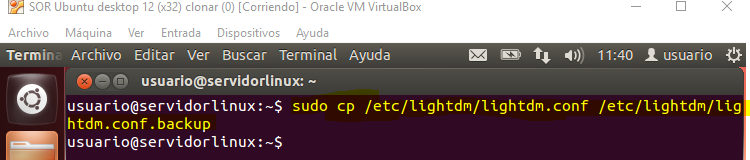 SOR Ubuntu desktop 12 (x32) clonar (0) [Corriendo] - Oracle VM VirtualBox
Archivo Máquina Ver Entrada Dispositivos Ayuda
Termina Archivo Editar Ver Buscar Terminal Ayuda 11:40 usuario
usuario@servidorlinux: ~
usuario@servidorlinux:~$ sudo cp /etc/lightdm/lightdm.conf /etc/lightdm/lig
htdm.conf.backup
usuario@servidorlinux:~$